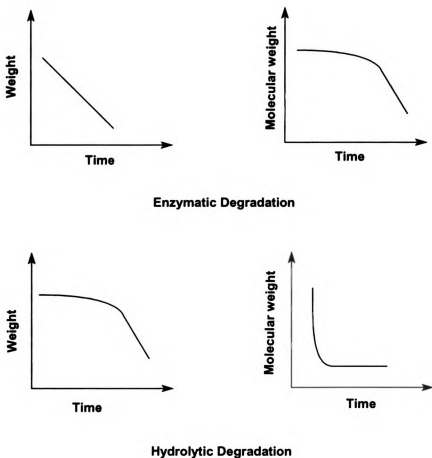 Weight
Time
Molecular weight
Time
Enzymatic Degradation
Weight
Time
Molecular weight
Time
Hydrolytic Degradation